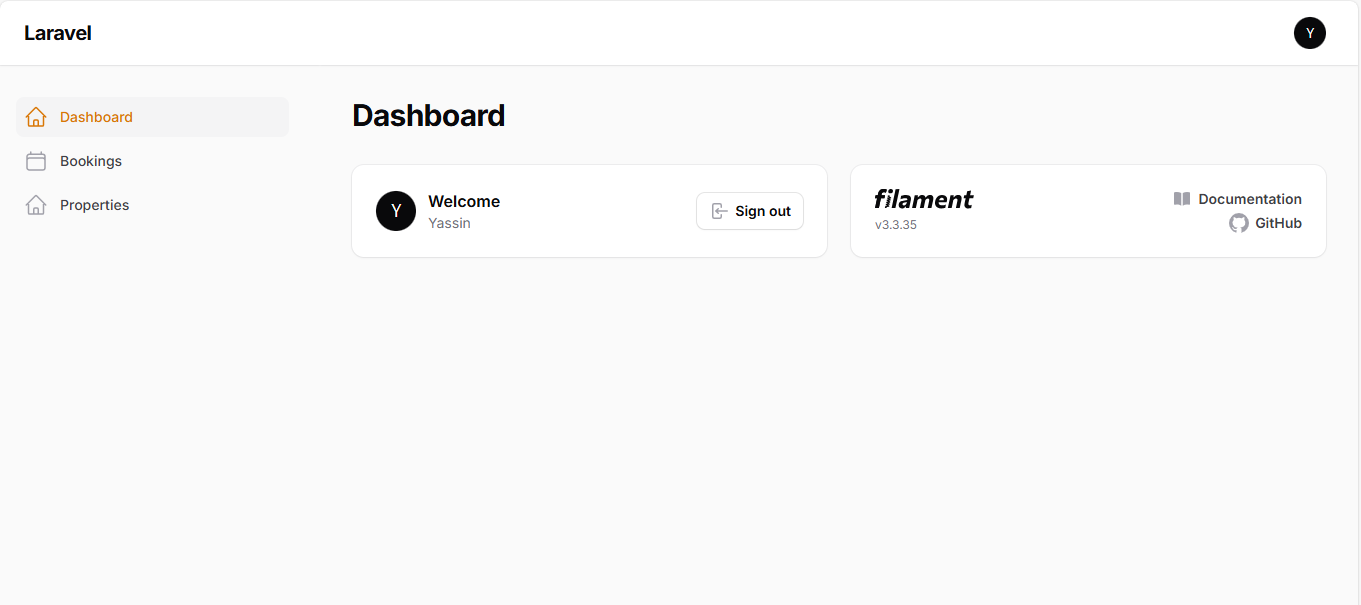 Laravel
Y
Dashboard
Bookings
Properties
Dashboard
Y
Welcome
Yassin
Sign out
filament
v3.3.35
Documentation
GitHub